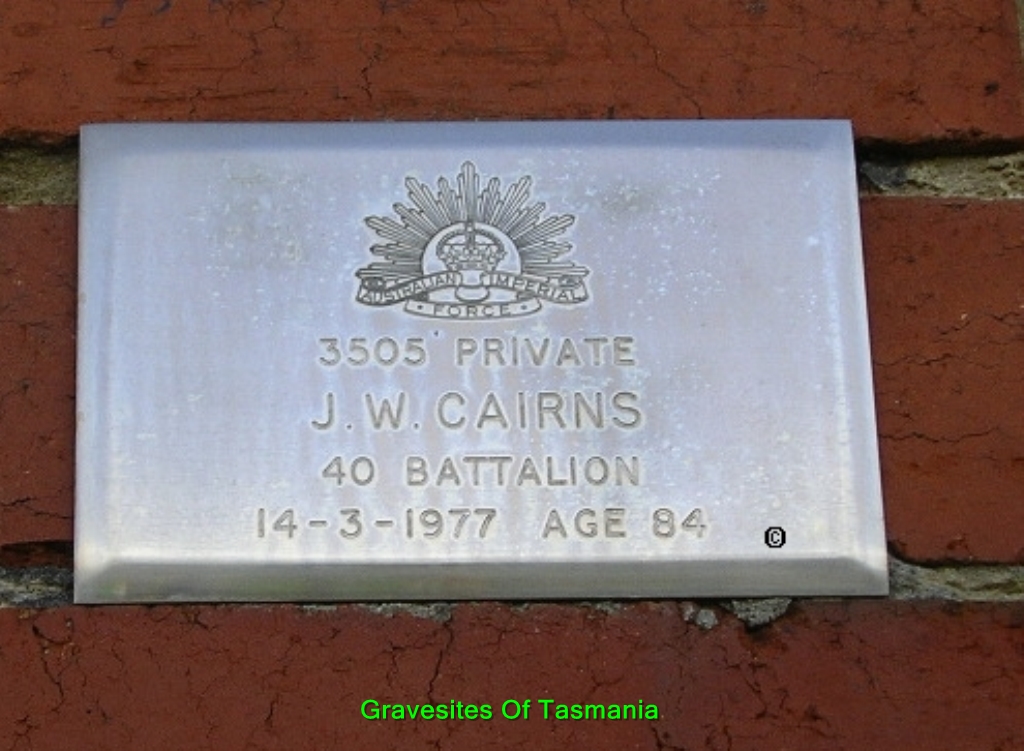 AUSTRALIAN IMPERIAL
FORCE
3505 PRIVATE
J. W. CAIRNS
40 BATTALION
14-3-1977 AGE 84
©
Gravesites Of Tasmania